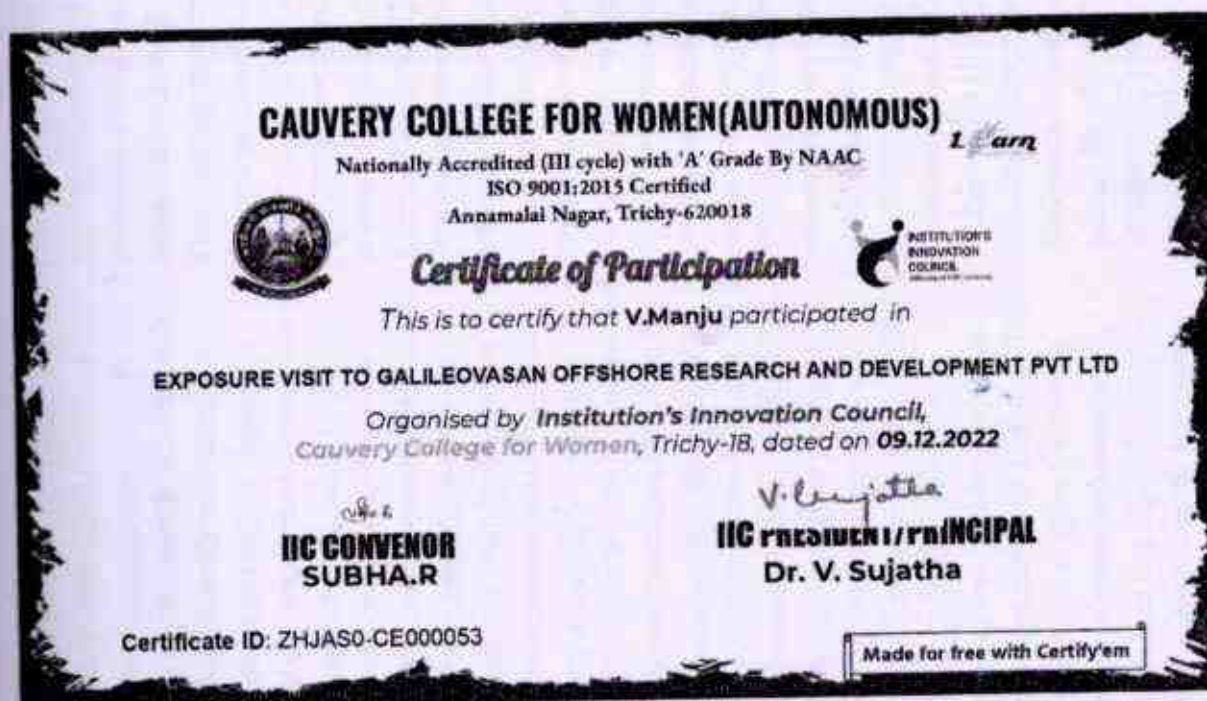 CAUVERY COLLEGE FOR WOMEN(AUTONOMOUS)
Nationally Accredited (III cycle) with 'A' Grade By NAAC
ISO 9001:2015 Certified
Annamalai Nagar, Trichy-620018
INSTITUTION'S
INNOVATION
COUNCIL
Certificate of Participation
This is to certify that V.Manju participated in
EXPOSURE VISIT TO GALILEOVASAN OFFSHORE RESEARCH AND DEVELOPMENT PVT LTD
Organised by Institution's Innovation Council,
Cauvery College for Women, Trichy-18, dated on 09.12.2022
V. Sujatha
IIC CONVENOR
IIC PRESIDENT/PRINCIPAL
SUBHA.R
Dr. V. Sujatha
Certificate ID: ZHJAS0-CE000053
Made for free with Certify'em